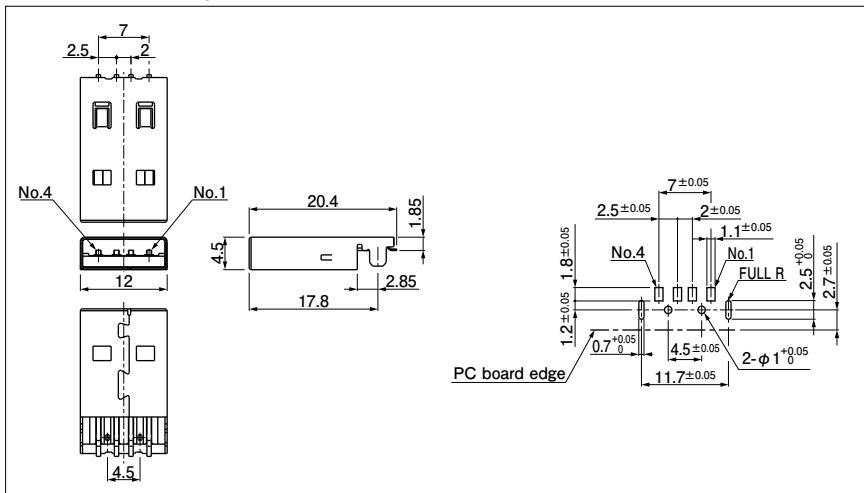 7
2.5
2
No.4
No.1
12
4.5
20.4
1.85
4.5
2.85
17.8
7±0.05
2.5±0.05
2±0.05
1.1±0.05
1.8±0.05
No.4
No.1
FULL R
2.5 +0.05 0
2.7±0.05
1.2±0.05
0.7 +0.05 0
4.5±0.05
2-φ1 +0.05 0
PC board edge
11.7±0.05